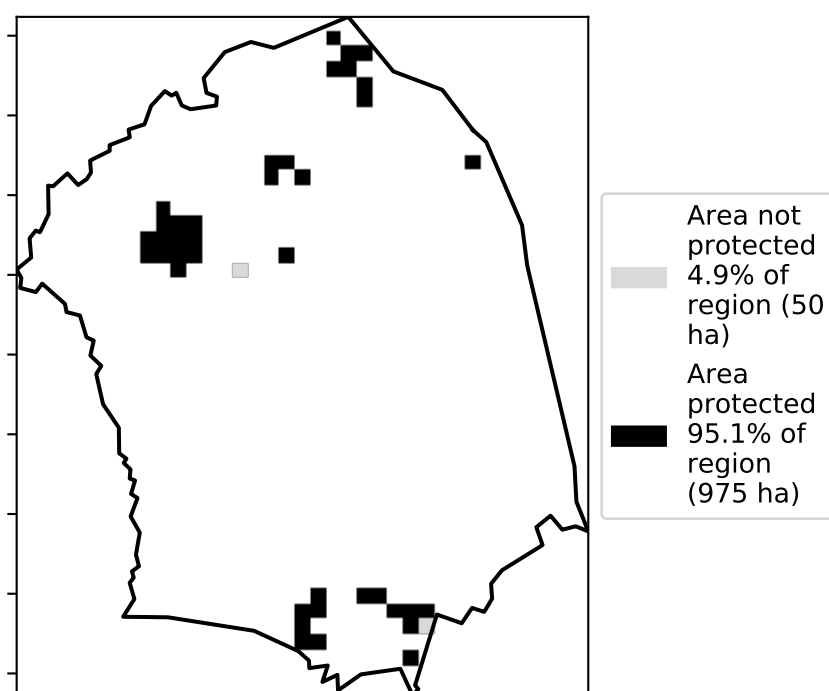 Area not
protected
4.9% of
region (50
ha)
Area
protected
95.1% of
region
(975 ha)